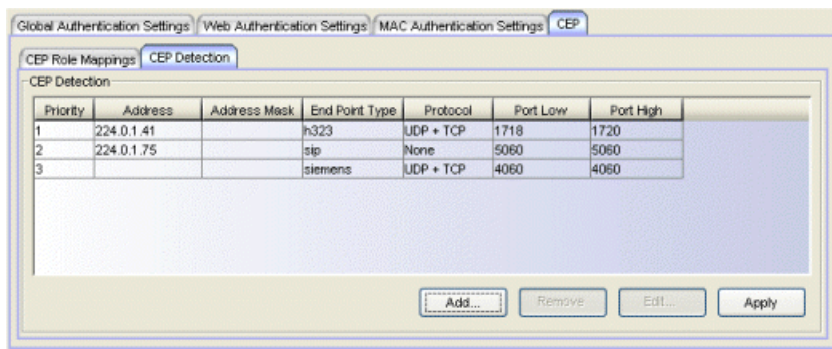 Global Authentication Settings Web Authentication Settings MAC Authentication Settings CEP
CEP Role Mappings CEP Detection
CEP Detection
Priority Address Address Mask End Point Type Protocol Port Low Port High
1 224.0.1.41 h323 UDP + TCP 1718 1720
2 224.0.1.75 sip None 5060 5060
3 siemens UDP + TCP 4060 4060
Add... Remove Edit... Apply